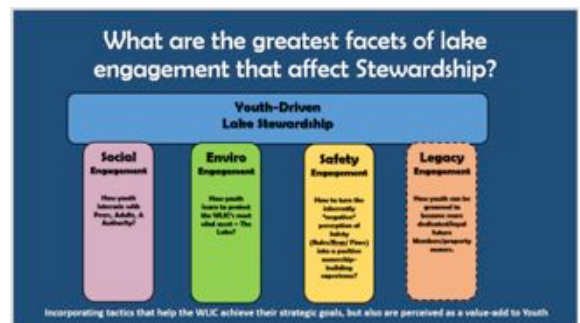 What are the greatest facets of lake
engagement that affect Stewardship?
Youth-Driven
Lake Stewardship
Social
Engagement
How youth
interacts with
Peers, Adults, &
Authority?
Enviro
Engagement
How youth
learn to protect
the WLIC's most
vital asset - The
Lake?
Safety
Engagement
How to turn the
inherently
"negative"
perception of
Safety
(Rules/Regs/ Fines)
into a positive
ownership-
building
experience?
Legacy
Engagement
How youth can be
groomed to
become more
dedicated/loyal
future
Members/property
owners.
Incorporating tactics that help the WLIC achieve their strategic goals, but also are perceived as a value-add to Youth